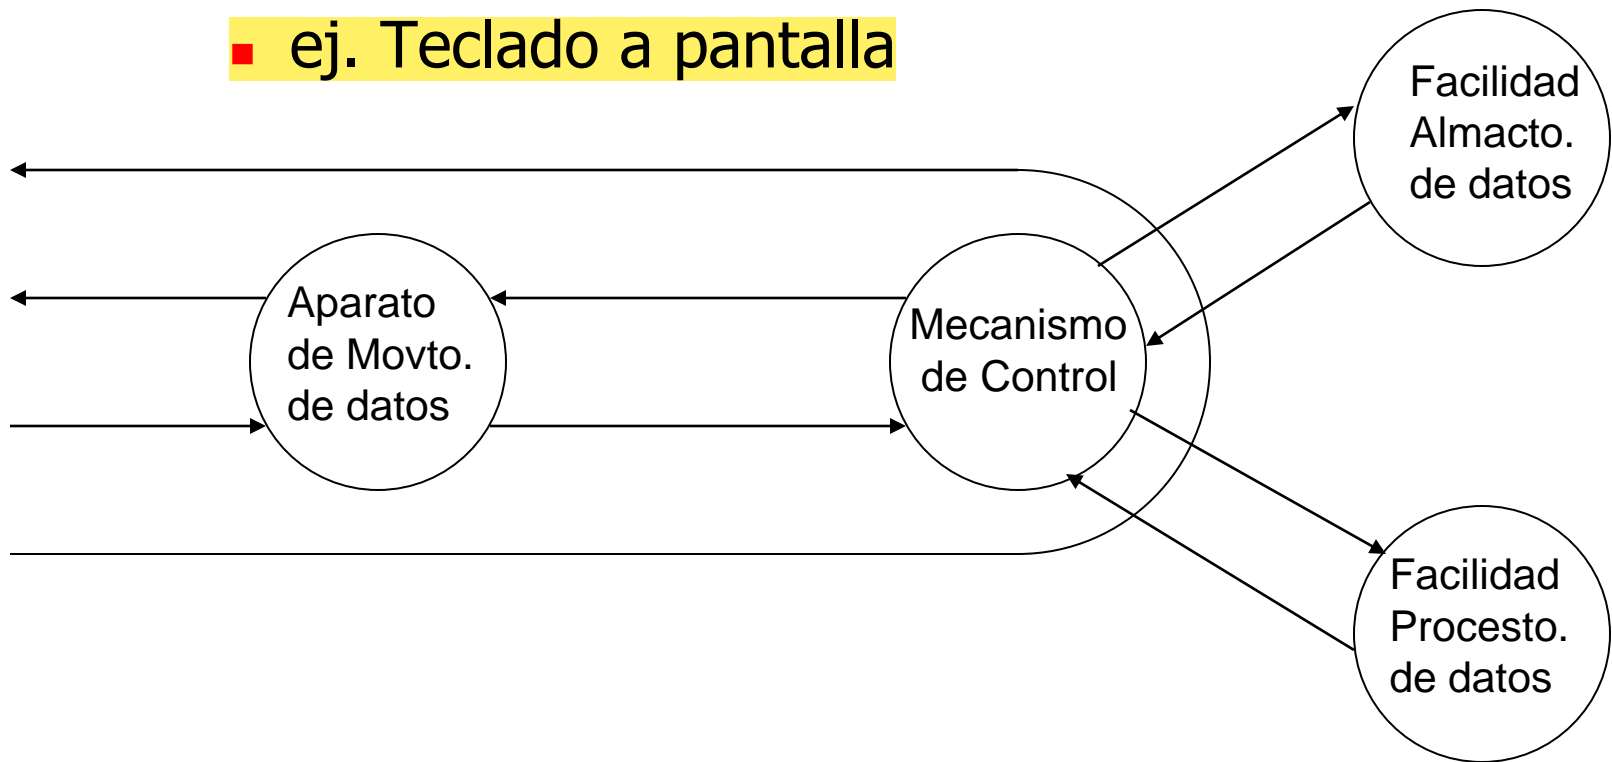 ej. Teclado a pantalla
Facilidad
Almacto.
de datos
Aparato
de Movto.
de datos
Mecanismo
de Control
Facilidad
Procesto.
de datos